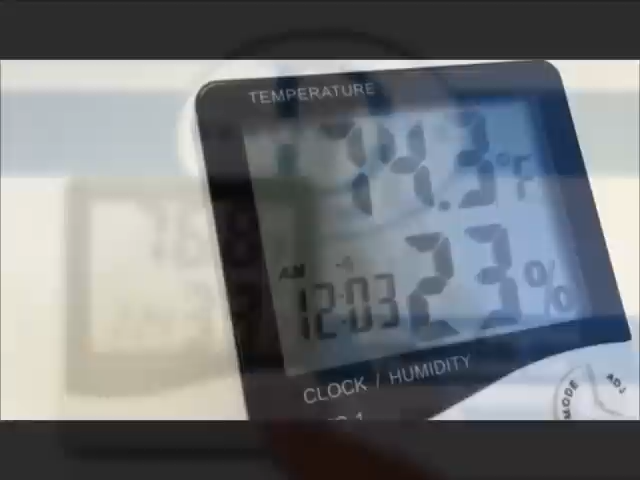 TEMPERATURE
74.3°F
AM
12:03 23%
CLOCK / HUMIDITY
MODE
ADJ